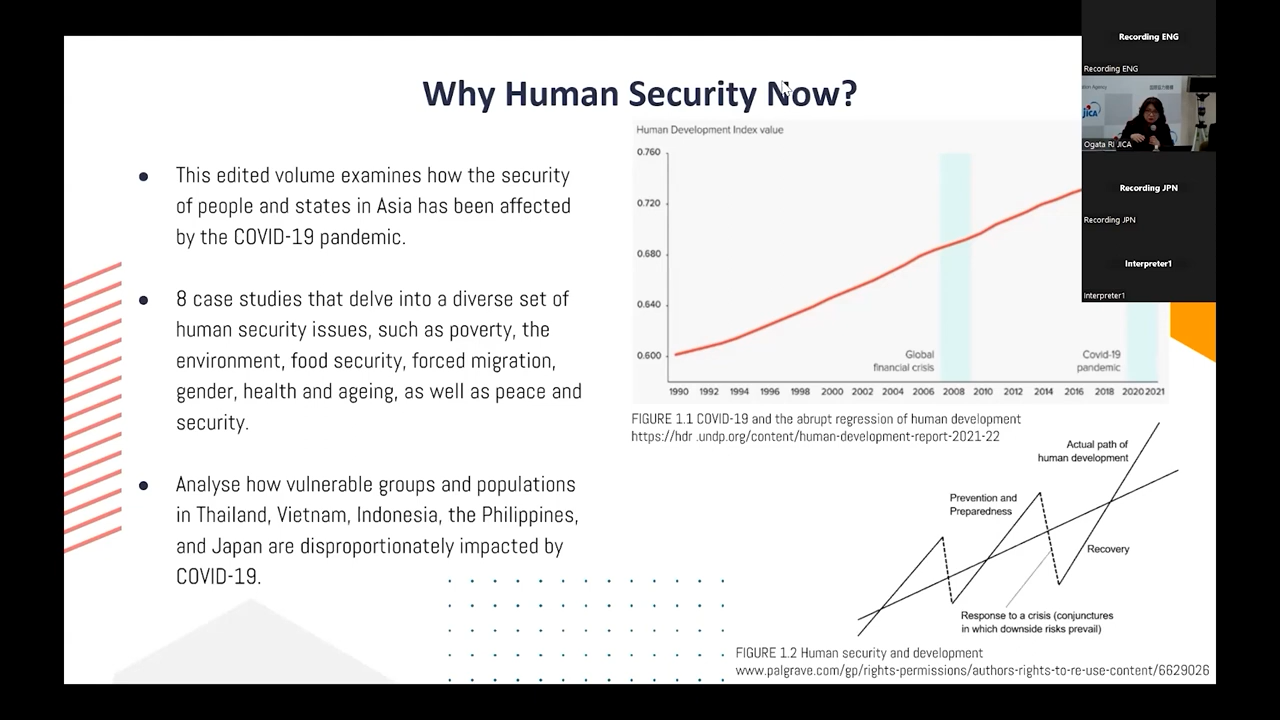 Why Human Security Now?
This edited volume examines how the security
of people and states in Asia has been affected
by the COVID-19 pandemic.
8 case studies that delve into a diverse set of
human security issues, such as poverty, the
environment, food security, forced migration,
gender, health and ageing, as well as peace and
security.
Analyse how vulnerable groups and populations
in Thailand, Vietnam, Indonesia, the Philippines,
and Japan are disproportionately impacted by
COVID-19.
Human Development Index value
0.760
0.720
0.680
0.640
0.600
Global
financial crisis
Covid-19
pandemic
1990 1992 1994 1996 1998 2000 2002 2004 2006 2008 2010 2012 2014 2016 2018 2020 2021
FIGURE 1.1 COVID-19 and the abrupt regression of human development
https://hdr .undp.org/content/human-development-report-2021-22
Actual path of
human development
Prevention and
Preparedness
Recovery
Response to a crisis (conjunctures
in which downside risks prevail)
FIGURE 1.2 Human security and development
www.palgrave.com/gp/rights-permissions/authors-rights-to-re-use-content/6629026
Recording ENG
Recording ENG
jICA
Ogata RI JICA
Recording JPN
Recording JPN
Interpreter1
Interpreter1